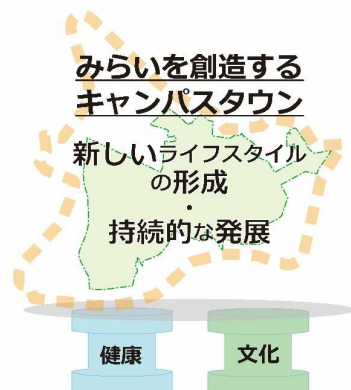 みらいを創造する
キャンパスタウン
新しいライフスタイル
の形成
・
持続的な発展
健康
文化